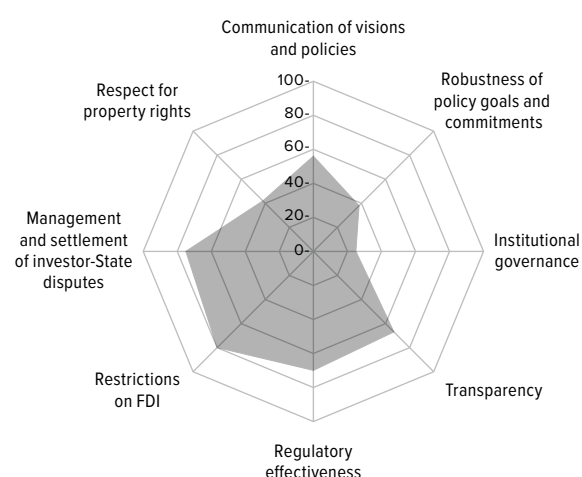 Communication of visions
and policies
Robustness of
policy goals and
commitments
Respect for
property rights
100-
80-
60-
40-
20-
0-
Management
and settlement
of investor-State
disputes
Institutional
governance
Restrictions
on FDI
Transparency
Regulatory
effectiveness